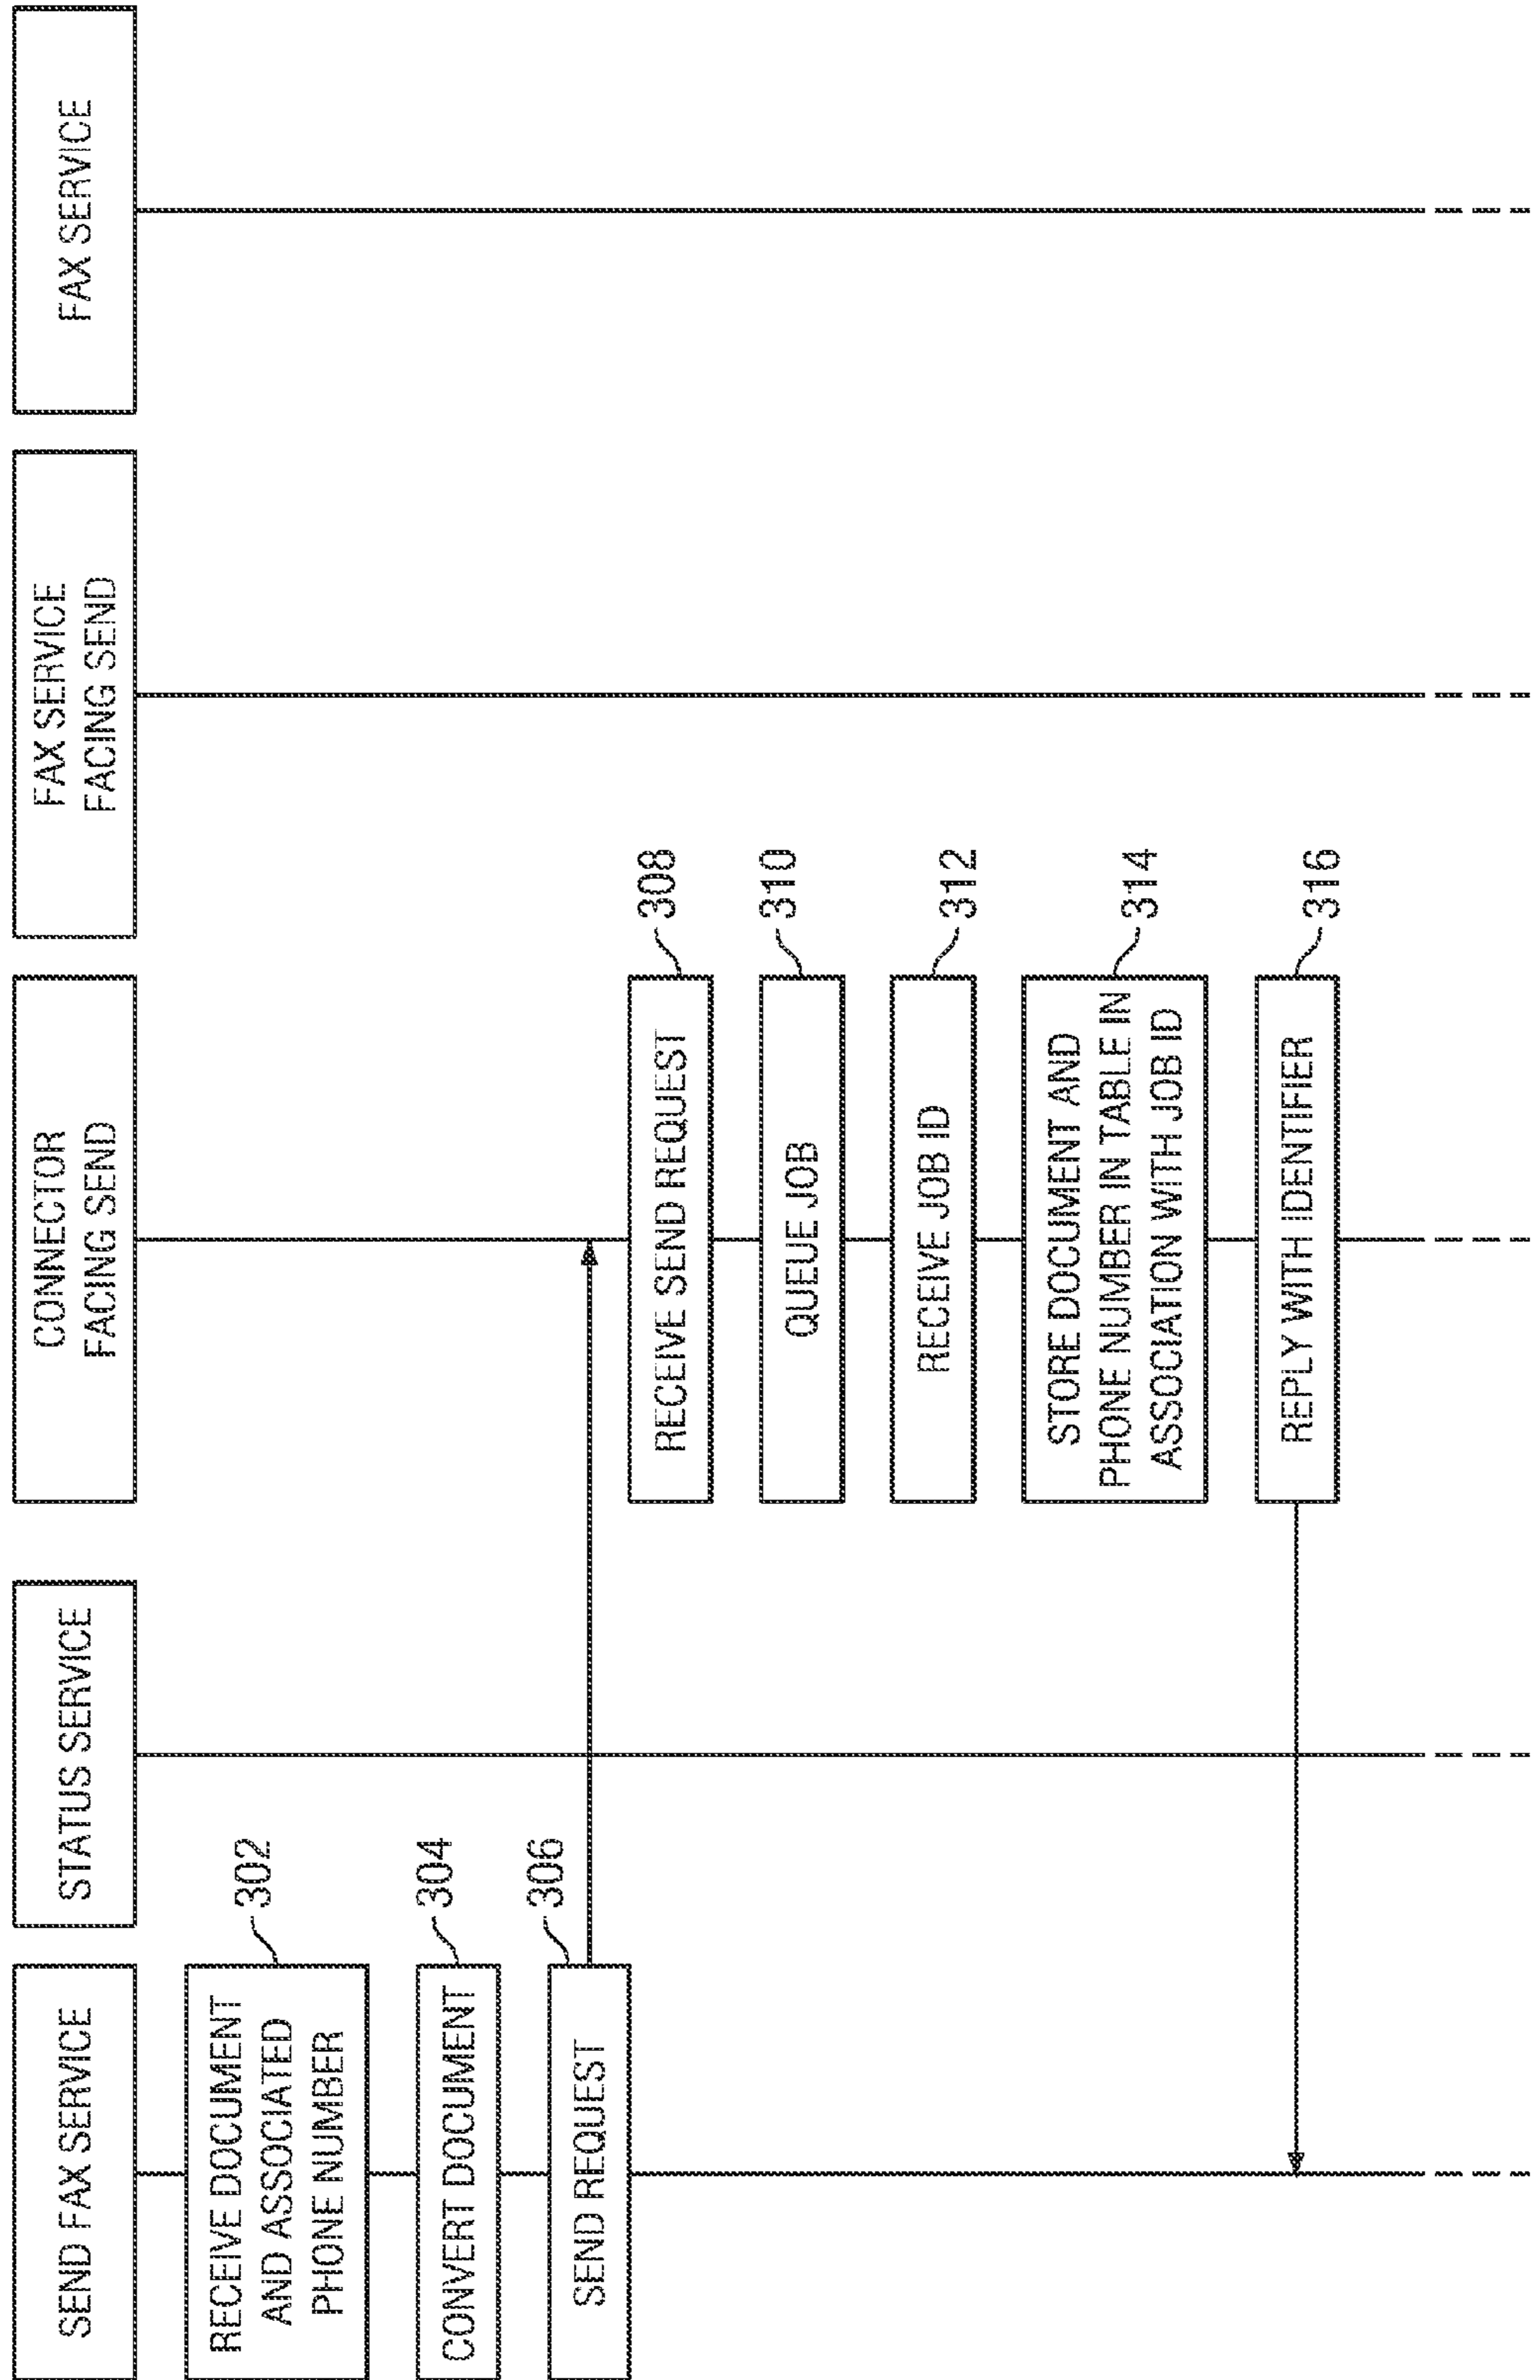 SEND FAX SERVICE
STATUS SERVICE
CONNECTOR
FACING SEND
FAX SERVICE
FACING SEND
FAX SERVICE
RECEIVE DOCUMENT
AND ASSOCIATED
PHONE NUMBER
302
CONVERT DOCUMENT
304
SEND REQUEST
306
RECEIVE SEND REQUEST
308
QUEUE JOB
310
RECEIVE JOB ID
312
STORE DOCUMENT AND
PHONE NUMBER IN TABLE IN
ASSOCIATION WITH JOB ID
314
REPLY WITH IDENTIFIER
316